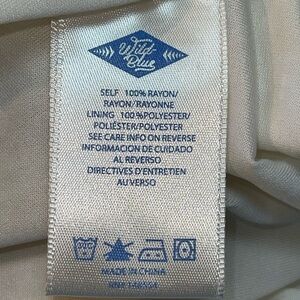 Wild
Blue
SELF 100% RAYON/
RAYON/RAYONNE
LINING 100%POLYESTER/
POLIÉSTER/POLYESTER
SEE CARE INFO ON REVERSE
INFORMACION DE CUIDADO
AL REVERSO
DIRECTIVES D'ENTRETIEN
AU VERSO
MADE IN CHINA
RN#